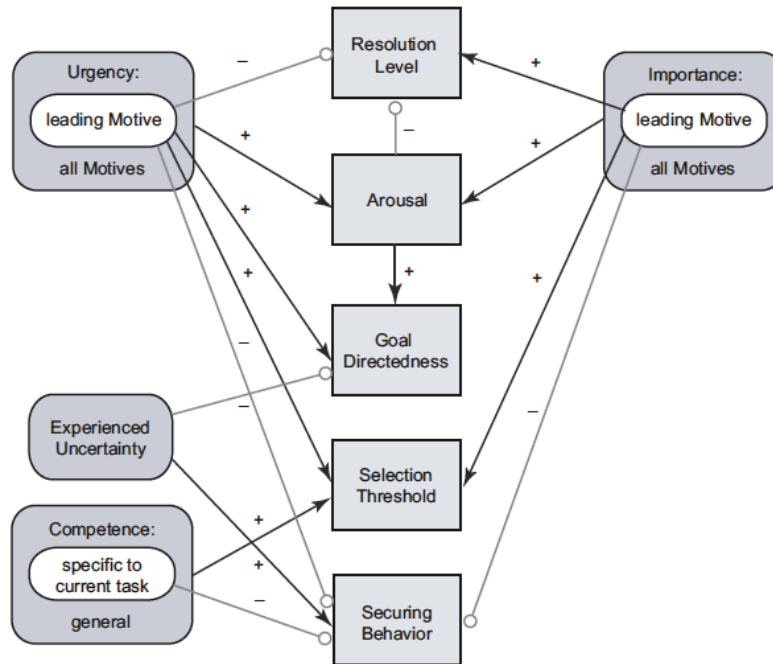 Urgency:
leading Motive
all Motives
Resolution
Level
Importance:
leading Motive
all Motives
–
+
–
+
+
Arousal
+
+
+
+
Goal
Directedness
–
–
–
Experienced
Uncertainty
Selection
Threshold
Competence:
specific to
current task
general
+
+
–
Securing
Behavior